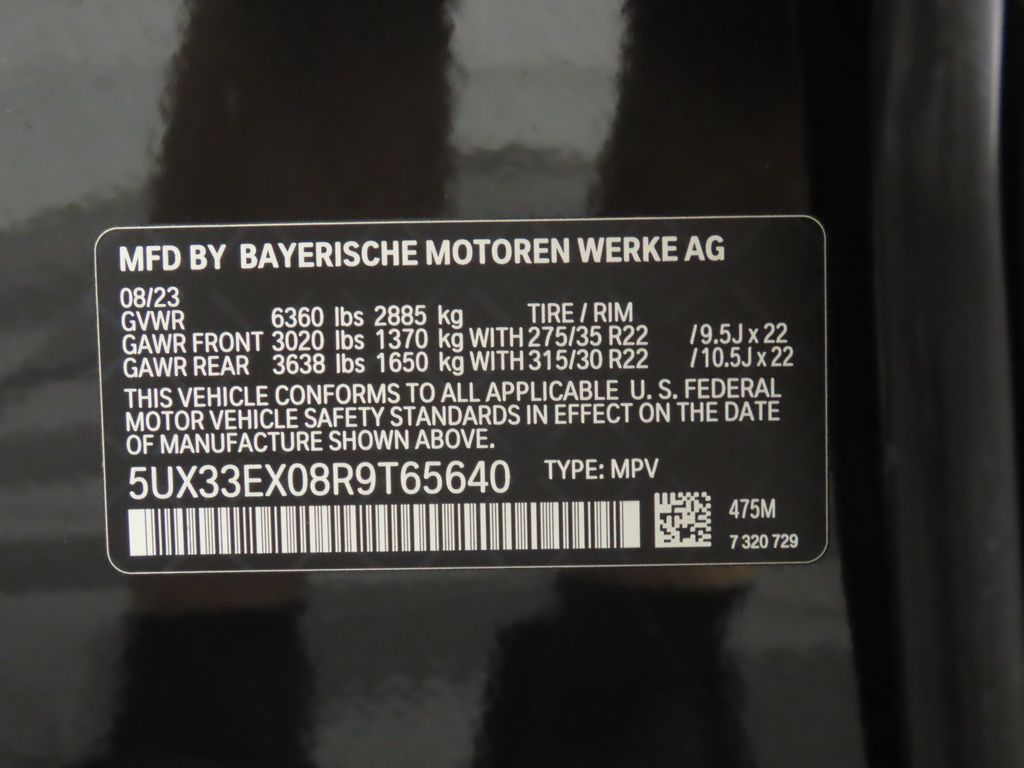 MFD BY BAYERISCHE MOTOREN WERKE AG
08/23
GVWR 6360 lbs 2885 kg TIRE / RIM
GAWR FRONT 3020 lbs 1370 kg WITH 275/35 R22 / 9.5J x 22
GAWR REAR 3638 lbs 1650 kg WITH 315/30 R22 / 10.5J x 22
THIS VEHICLE CONFORMS TO ALL APPLICABLE U. S. FEDERAL
MOTOR VEHICLE SAFETY STANDARDS IN EFFECT ON THE DATE
OF MANUFACTURE SHOWN ABOVE.
5UX33EX08R9T65640 TYPE: MPV
475M
7 320 729